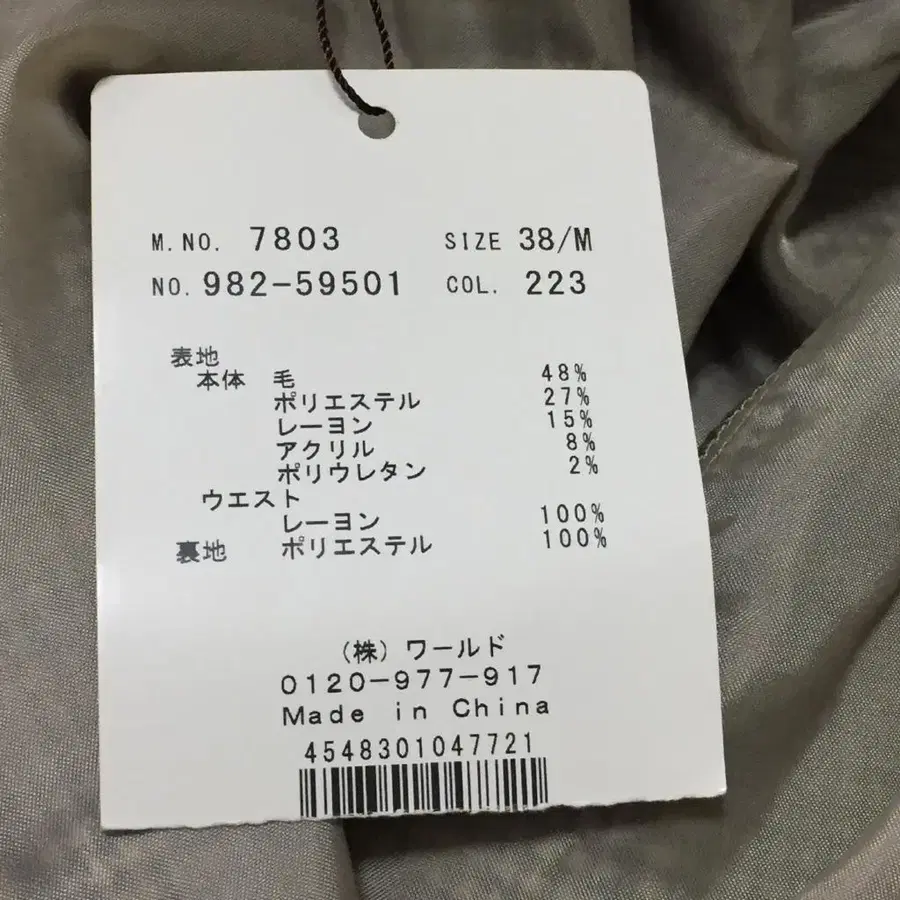 M.NO. 7803 SIZE 38/M
NO. 982-59501 COL. 223
表地
本体 毛 48%
ポリエステル 27%
レーヨン 15%
アクリル 8%
ポリウレタン 2%
ウエスト
レーヨン 100%
裏地 ポリエステル 100%
(株)ワールド
0120-977-917
Made in China
4548301047721